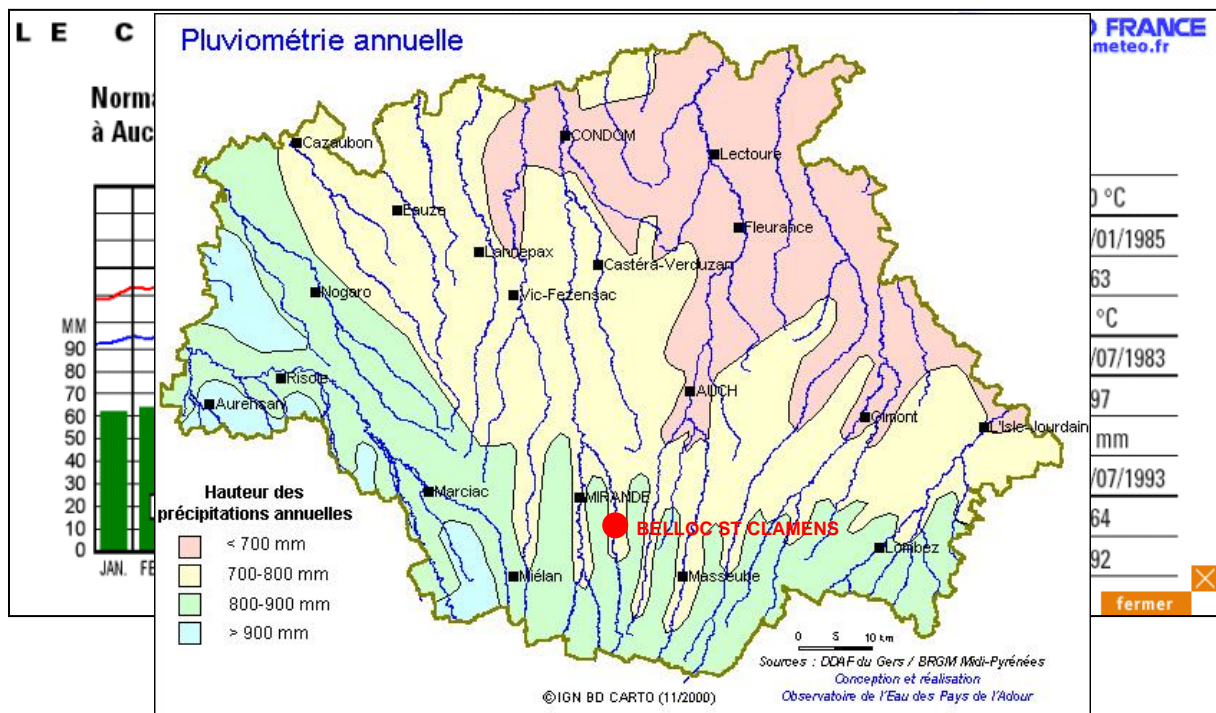 L E C
D FRANCE
meteo.fr
Norma
à Auc
0 °C
/01/1985
63
°C
/07/1983
97
mm
/07/1993
64
92
fermer
MM
90
80
70
60
50
40
30
20
10
0
JAN. FE
Pluviométrie annuelle
Cazaubon
CONDOM
Lectoure
Eauze
Fleurance
Lannepax
Castéra-Verduzan
Nogaro
Vic-Fezensac
Riscle
Aurensan
AUCH
Gimont
L'Isle-Jourdain
Marciac
MIRANDE
BELLOC ST CLAMENS
Lombez
Miélan
Masseube
Hauteur des
précipitations annuelles
< 700 mm
700-800 mm
800-900 mm
> 900 mm
0 5 10 km
Sources : DDAF du Gers / BRGM Midi-Pyrénées
Conception et réalisation
Observatoire de l'Eau des Pays de l'Adour
©IGN BD CARTO (11/2000)